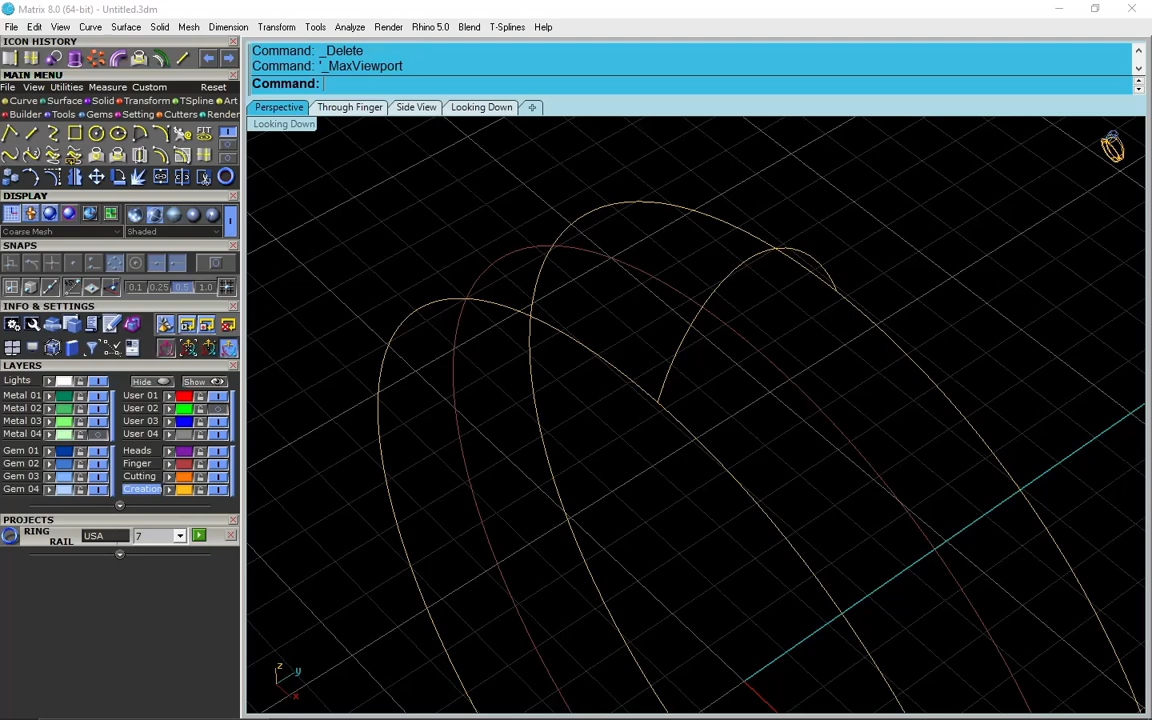 Matrix 8.0 (64-bit) - Untitled.3dm
File Edit View Curve Surface Solid Mesh Dimension Transform Tools Analyze Render Rhino 5.0 Blend T-Splines Help
ICON HISTORY
Command: _Delete
Command: '_MaxViewport
Command:
MAIN MENU
File View Utilities Measure Custom Reset
Curve Surface Solid Transform TSpline Art
Builder Tools Gems Setting Cutters Render
Perspective Through Finger Side View Looking Down
Looking Down
FIT
DISPLAY
Coarse Mesh Shaded
SNAPS
0.1 0.25 0.5 1.0
INFO & SETTINGS
LAYERS
Lights Hide Show
Metal 01 User 01
Metal 02 User 02
Metal 03 User 03
Metal 04 User 04
Gem 01 Heads
Gem 02 Finger
Gem 03 Cutting
Gem 04 Creation
PROJECTS
RING RAIL USA 7
z
y
x